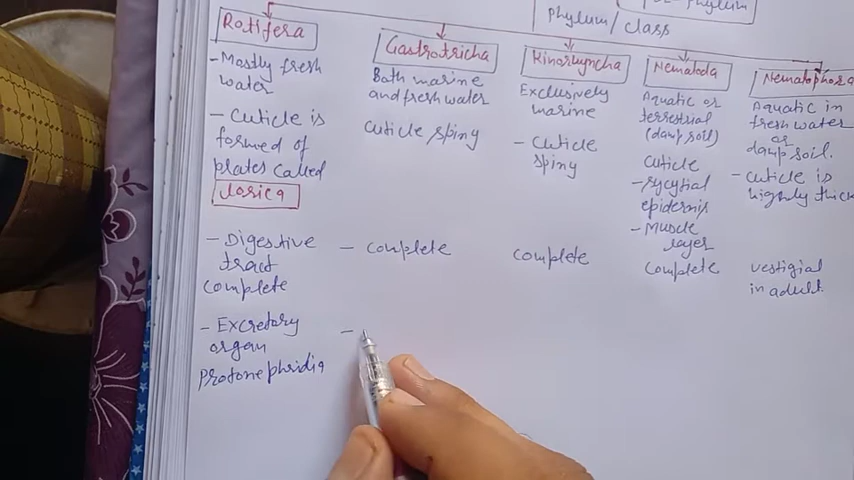 Phylum/class
Rotifera
- Mostly fresh
water
- Cuticle is
formed of
plates called
Lorica
- Digestive
tract
complete
- Excretory
organ
Protonephridia
Gastrotricha
Both marine
and fresh water
Cuticle spiny
- complete
-
Kinorhyncha
Exclusively
marine
- Cuticle
spiny
complete
Nematoda
Aquatic or
terrestrial
(damp soil)
Cuticle
- sycytial
epidermis
- Muscle
layer
complete
Nematophora
Aquatic in
fresh water
or
damp soil.
- Cuticle is
highly thick
vestigial
in adult.